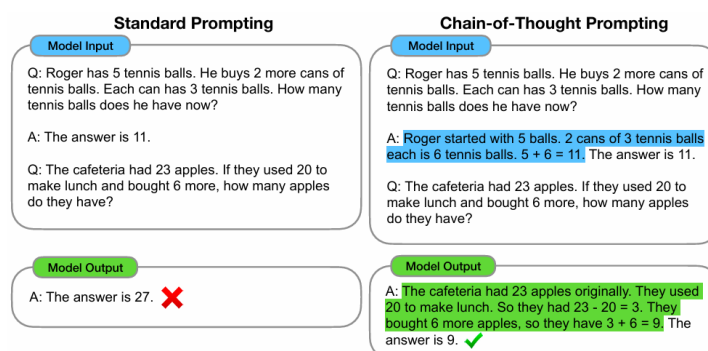 Standard Prompting
Model Input
Q: Roger has 5 tennis balls. He buys 2 more cans of
tennis balls. Each can has 3 tennis balls. How many
tennis balls does he have now?
A: The answer is 11.
Q: The cafeteria had 23 apples. If they used 20 to
make lunch and bought 6 more, how many apples
do they have?
Model Output
A: The answer is 27.
Chain-of-Thought Prompting
Model Input
Q: Roger has 5 tennis balls. He buys 2 more cans of
tennis balls. Each can has 3 tennis balls. How many
tennis balls does he have now?
A: Roger started with 5 balls. 2 cans of 3 tennis balls
each is 6 tennis balls. 5 + 6 = 11. The answer is 11.
Q: The cafeteria had 23 apples. If they used 20 to
make lunch and bought 6 more, how many apples
do they have?
Model Output
A: The cafeteria had 23 apples originally. They used
20 to make lunch. So they had 23 - 20 = 3. They
bought 6 more apples, so they have 3 + 6 = 9. The
answer is 9.